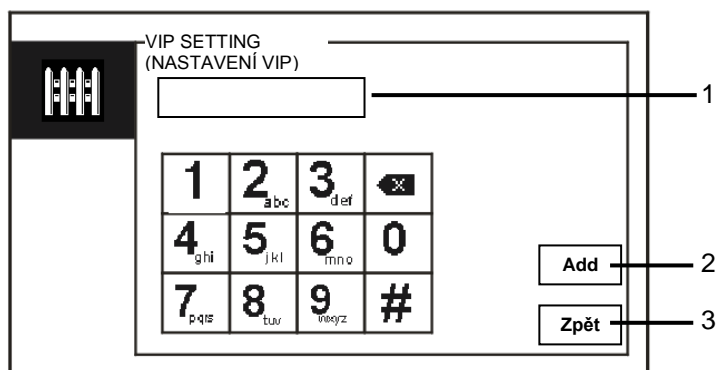 VIP SETTING
(NASTAVENÍ VIP)
1
1 2abc 3def X
4ghi 5jkl 6mno 0
7pqrs 8tuv 9wxyz #
Add 2
Zpět 3